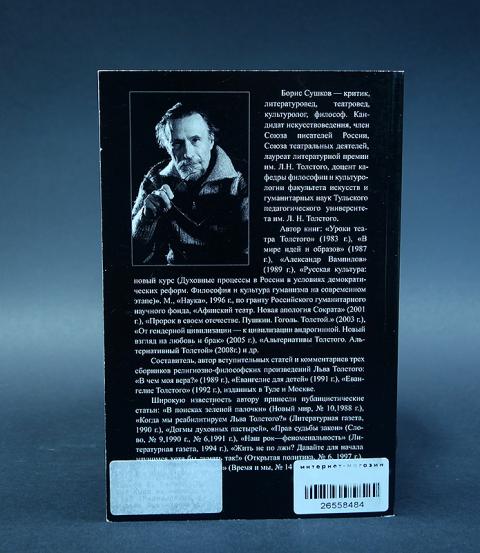 Борис Сушков — критик,
литературовед, театровед,
культуролог, философ. Кан-
дидат искусствоведения, член
Союза писателей России,
Союза театральных деятелей,
лауреат литературной премии
им. Л.Н. Толстого, доцент ка-
федры философии и культуро-
логии факультета искусств и
гуманитарных наук Тульского
педагогического университе-
та им. Л. Н. Толстого.
Автор книг: «Уроки теа-
тра Толстого» (1983 г.), «В
мире идей и образов» (1987
г.), «Александр Вампилов»
(1989 г.), «Русская культура:
новый курс (Духовные процессы в России в условиях демократи-
ческих реформ. Философия и культура гуманизма на современном
этапе)». М., «Наука», 1996 г., по гранту Российского гуманитарного
научного фонда, «Афинский театр. Новая апология Сократа» (2001
г.), «Пророк в своем отечестве. Пушкин. Гоголь. Толстой.» (2003 г.),
«От гендерной цивилизации — к цивилизации андрогинной. Новый
взгляд на любовь и брак» (2005 г.), «Альтернативы Толстого. Аль-
тернативный Толстой» (2008г.) и др.
Составитель, автор вступительных статей и комментариев трех
сборников религиозно-философских произведений Льва Толстого:
«В чем моя вера?» (1989 г.), «Евангелие для детей» (1991 г.), «Еван-
гелие Толстого» (1992 г.), изданных в Туле и Москве.
Широкую известность автору принесли публицистические
статьи: «В поисках зеленой палочки» (Новый мир, № 10,1988 г.),
«Когда мы реабилитируем Льва Толстого?» (Литературная газета,
1990 г.), «Догмы духовных пастырей», «Прав судьбы закон» (Сло-
во, № 9,1990 г., № 6,1991 г.), «Наш рок—феноменальность» (Ли-
тературная газета, 1994 г.), «Жить не по лжи? Давайте для начала
научимся хотя бы думать так!» (Открытая политика, № 6, 1997 г.),
(Время и мы, № 14
интернет-магазин
26558484